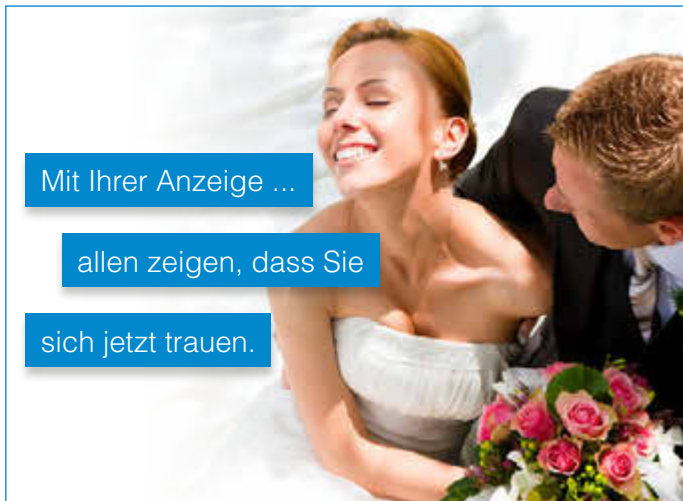 Mit Ihrer Anzeige ...
allen zeigen, dass Sie
sich jetzt trauen.